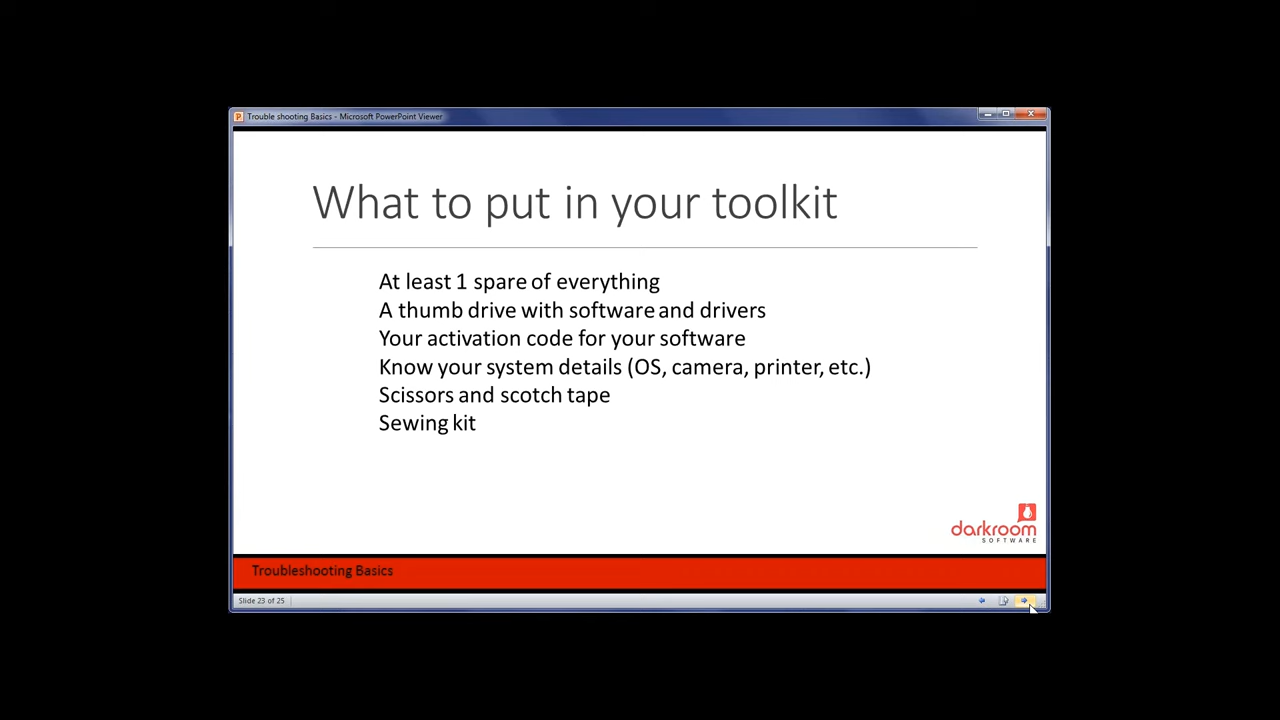 Trouble shooting Basics - Microsoft PowerPoint Viewer
What to put in your toolkit
At least 1 spare of everything
A thumb drive with software and drivers
Your activation code for your software
Know your system details (OS, camera, printer, etc.)
Scissors and scotch tape
Sewing kit
darkroom
SOFTWARE
Troubleshooting Basics
Slide 23 of 25